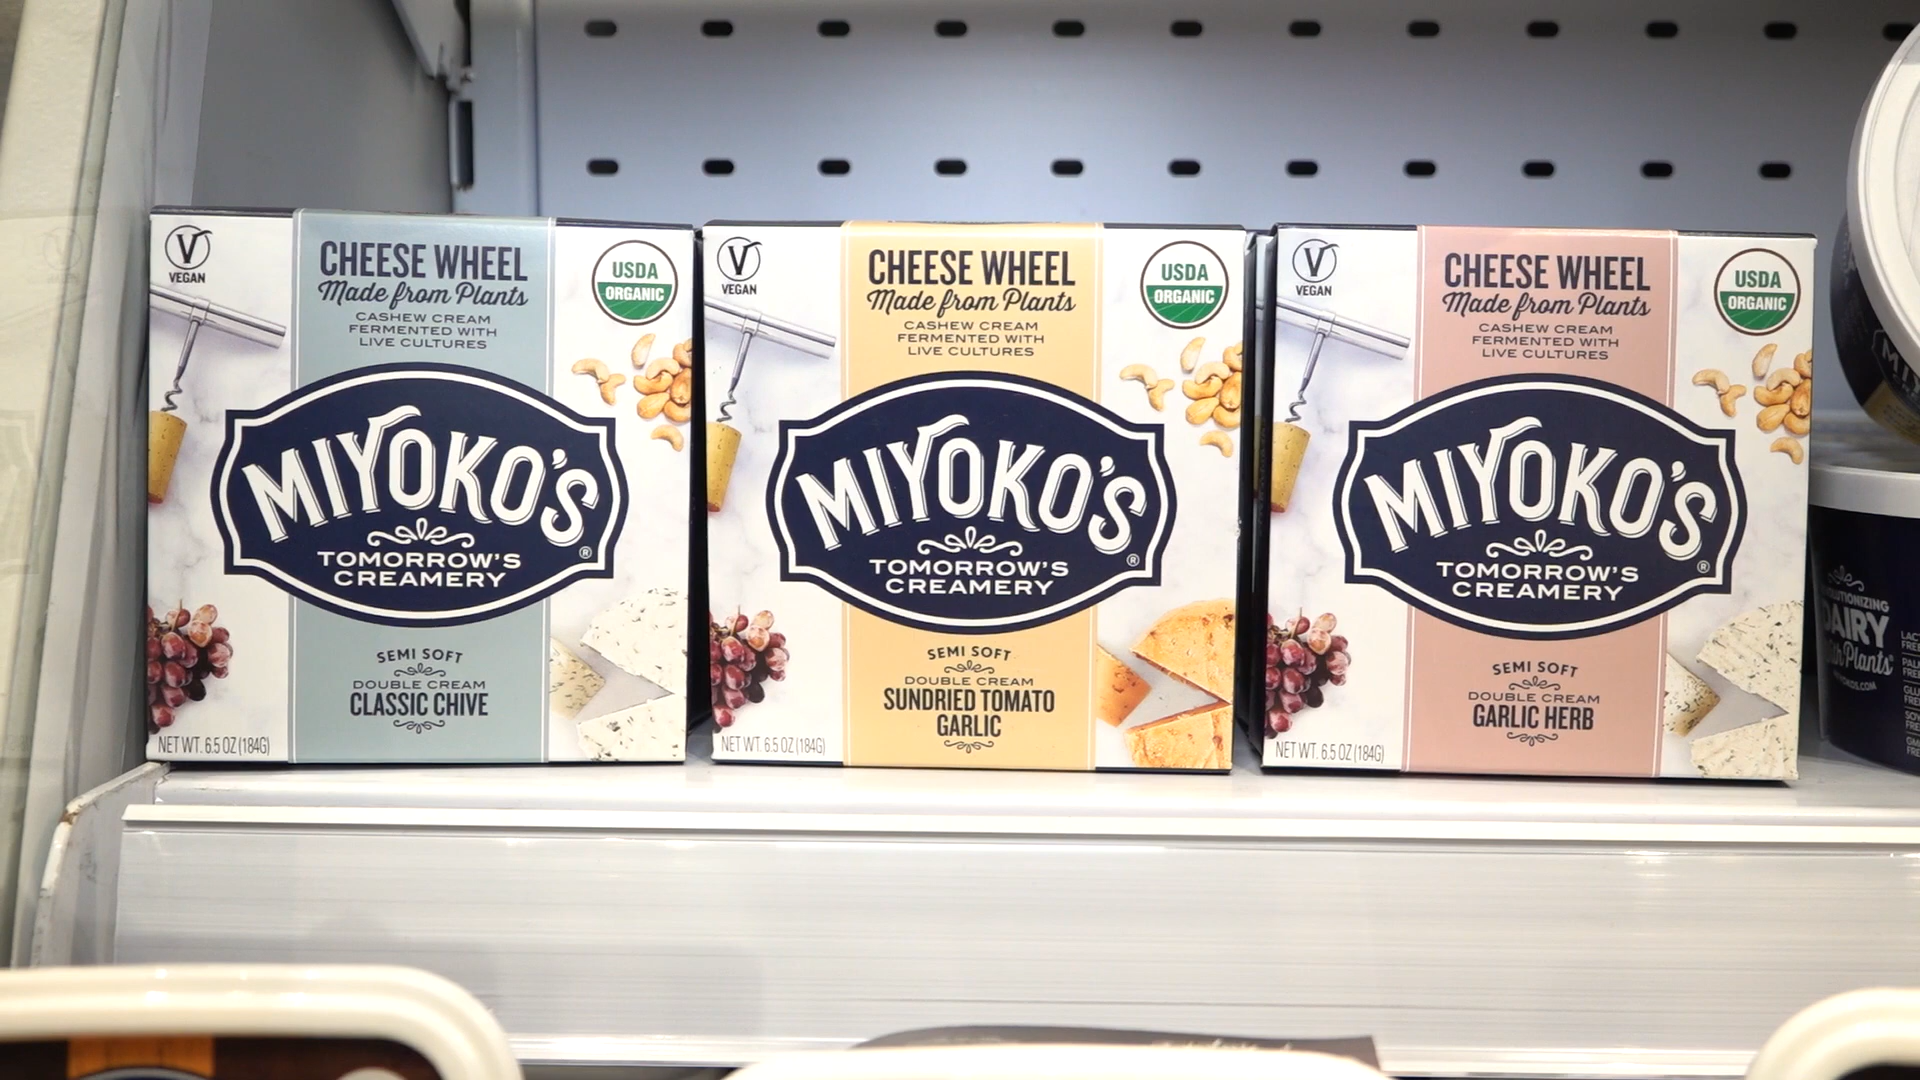 VEGAN
CHEESE WHEEL
Made from Plants
CASHEW CREAM
FERMENTED WITH
LIVE CULTURES
USDA
ORGANIC
MIYOKO'S
®
TOMORROW'S
CREAMERY
SEMI SOFT
DOUBLE CREAM
CLASSIC CHIVE
NET WT. 6.5 OZ (184G)
VEGAN
CHEESE WHEEL
Made from Plants
CASHEW CREAM
FERMENTED WITH
LIVE CULTURES
USDA
ORGANIC
MIYOKO'S
®
TOMORROW'S
CREAMERY
SEMI SOFT
DOUBLE CREAM
SUNDRIED TOMATO
GARLIC
NET WT. 6.5 OZ (184G)
VEGAN
CHEESE WHEEL
Made from Plants
CASHEW CREAM
FERMENTED WITH
LIVE CULTURES
USDA
ORGANIC
MIYOKO'S
®
TOMORROW'S
CREAMERY
SEMI SOFT
DOUBLE CREAM
GARLIC HERB
NET WT. 6.5 OZ (184G)
DAIRY
Plants